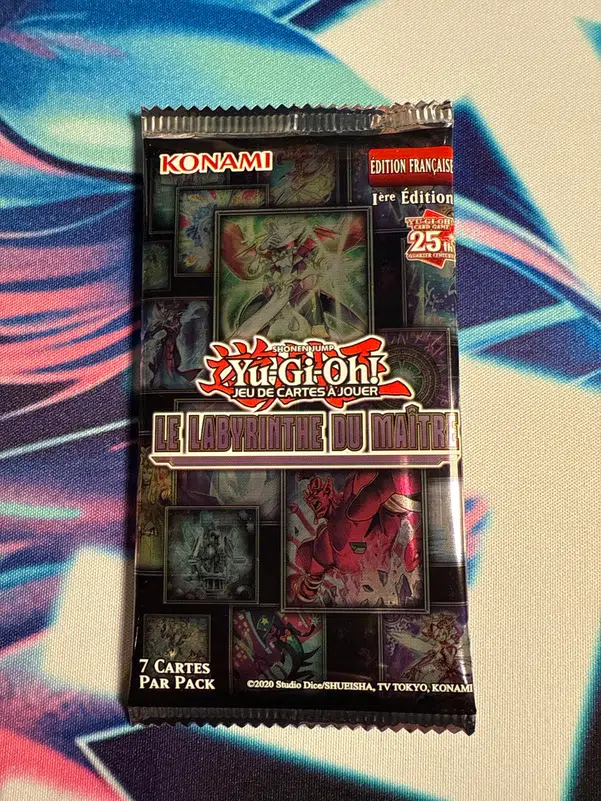 KONAMI
ÉDITION FRANÇAISE
1ère Édition
YU-GI-OH!
CARD GAME
25th
QUARTER CENTURY
SHONEN JUMP
Yu-Gi-Oh!
JEU DE CARTES À JOUER
LE LABYRINTHE DU MAÎTRE
7 CARTES
PAR PACK
©2020 Studio Dice/SHUEISHA, TV TOKYO, KONAMI